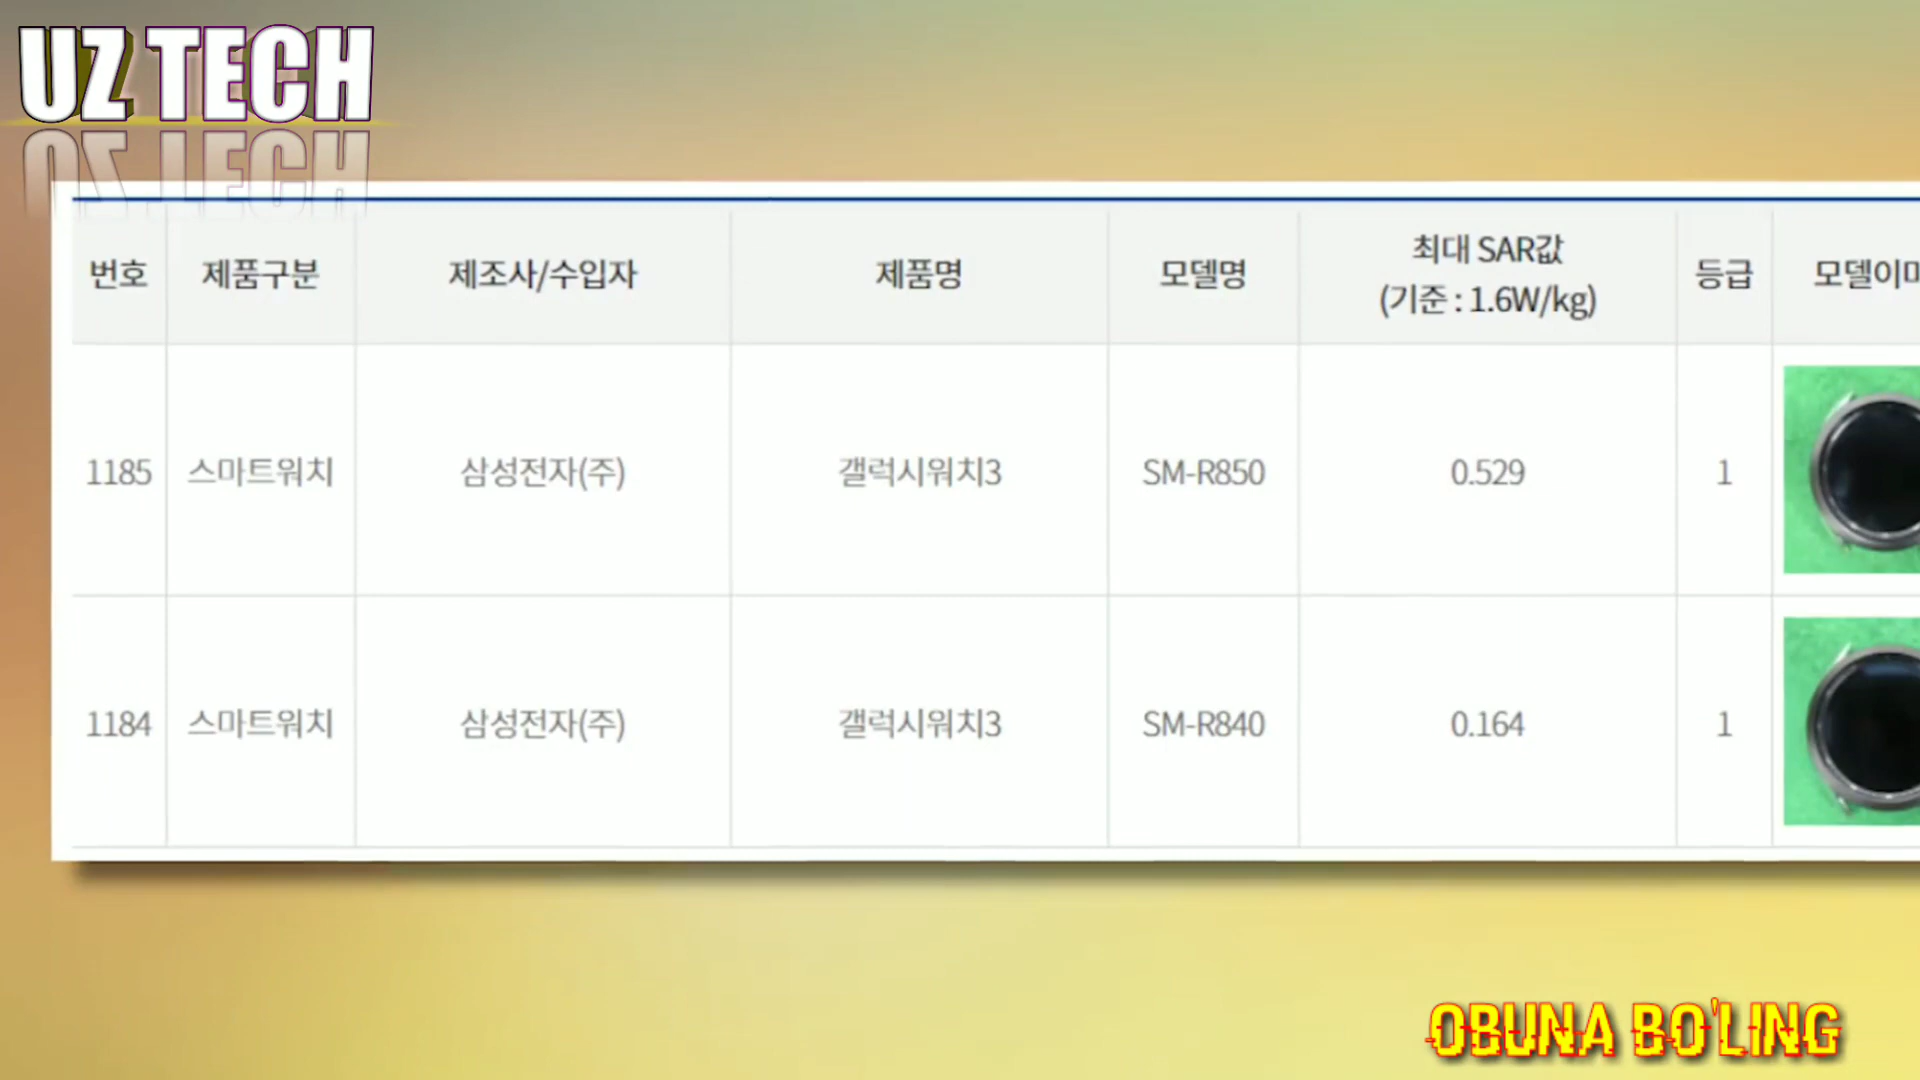 UZ TECH
번호 제품구분 제조사/수입자 제품명 모델명 최대 SAR값 등급
(기준 : 1.6W/kg)
1185 스마트워치 삼성전자(주) 갤럭시워치3 SM-R850 0.529 1
1184 스마트워치 삼성전자(주) 갤럭시워치3 SM-R840 0.164 1
OBUNA BO'LING